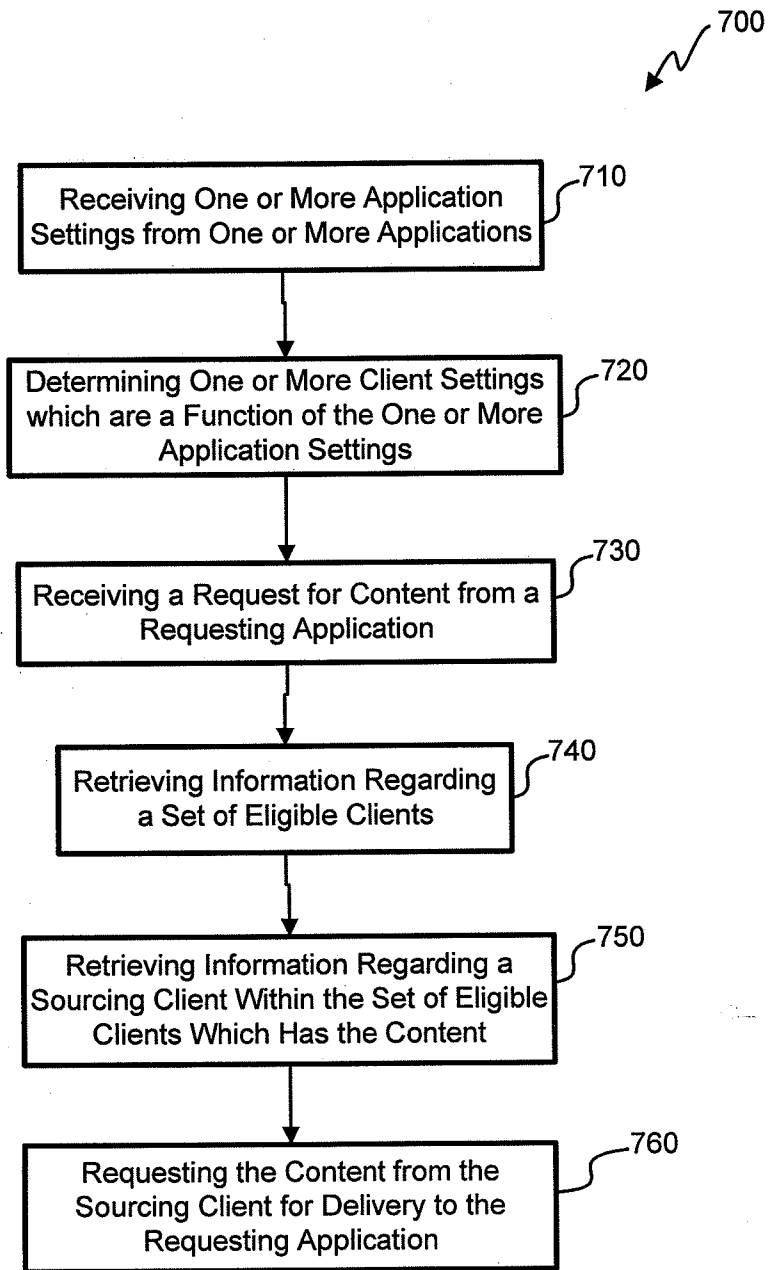 700
Receiving One or More Application
Settings from One or More Applications
710
Determining One or More Client Settings
which are a Function of the One or More
Application Settings
720
Receiving a Request for Content from a
Requesting Application
730
Retrieving Information Regarding
a Set of Eligible Clients
740
Retrieving Information Regarding a
Sourcing Client Within the Set of Eligible
Clients Which Has the Content
750
Requesting the Content from the
Sourcing Client for Delivery to the
Requesting Application
760